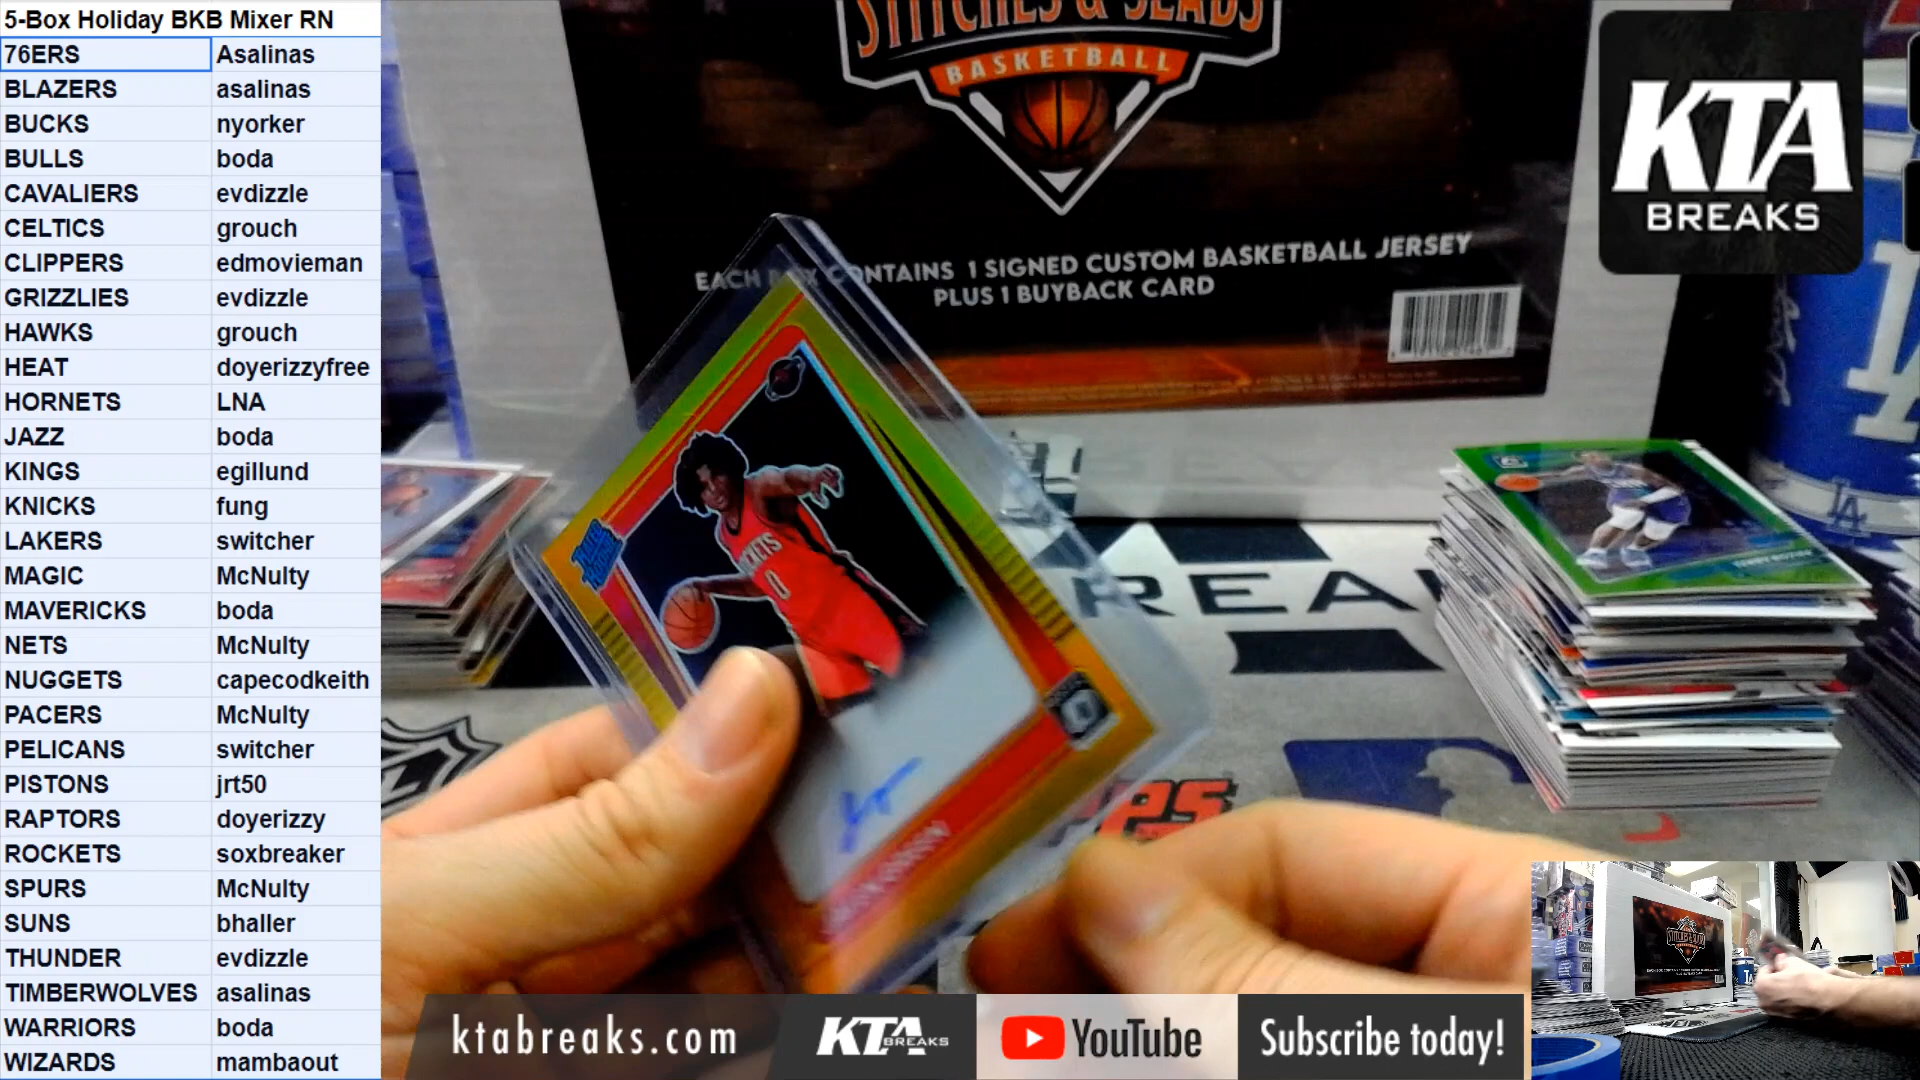 5-Box Holiday BKB Mixer RN
76ERS Asalinas
BLAZERS asalinas
BUCKS nyorker
BULLS boda
CAVALIERS evdizzle
CELTICS grouch
CLIPPERS edmovieman
GRIZZLIES evdizzle
HAWKS grouch
HEAT doyerizzyfree
HORNETS LNA
JAZZ boda
KINGS egillund
KNICKS fung
LAKERS switcher
MAGIC McNulty
MAVERICKS boda
NETS McNulty
NUGGETS capecodkeith
PACERS McNulty
PELICANS switcher
PISTONS jrt50
RAPTORS doyerizzy
ROCKETS soxbreaker
SPURS McNulty
SUNS bhaller
THUNDER evdizzle
TIMBERWOLVES asalinas
WARRIORS boda
WIZARDS mambaout
STITCHES & SLABS
BASKETBALL
EACH BOX CONTAINS 1 SIGNED CUSTOM BASKETBALL JERSEY
PLUS 1 BUYBACK CARD
KTA
BREAKS
LA
0
ktabreaks.com
KTA BREAKS
YouTube
Subscribe today!